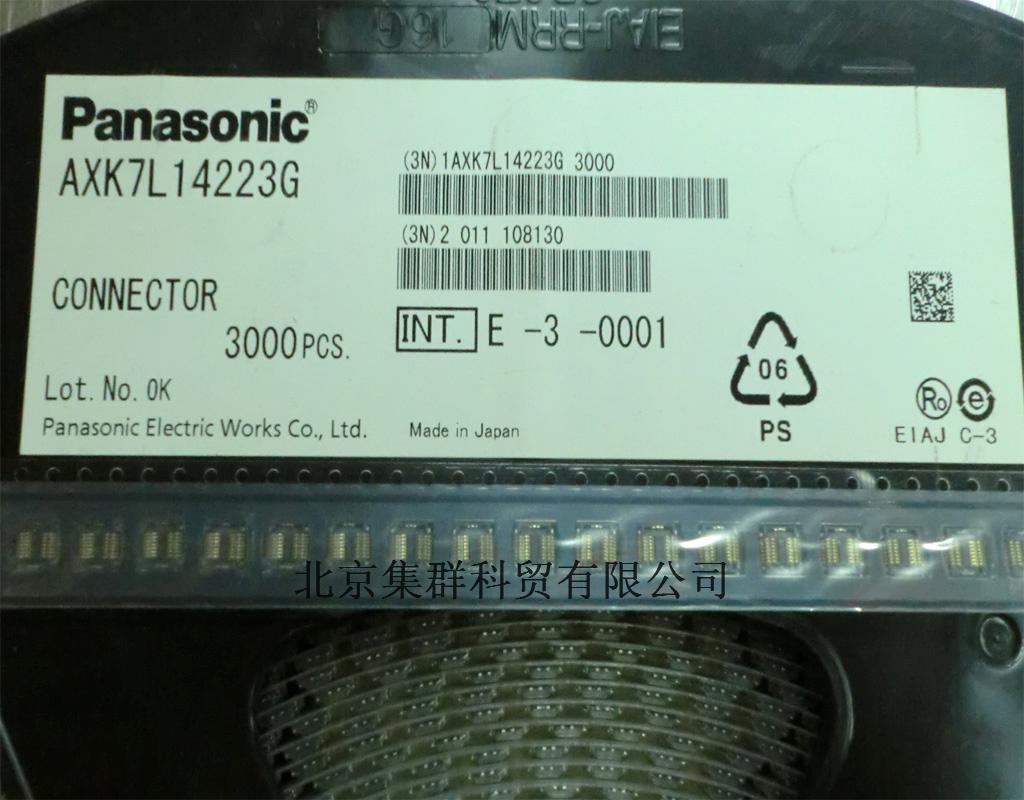 EIAJ-RRM 16G
Panasonic®
AXK7L14223G
(3N)1AXK7L14223G 3000
(3N)2 011 108130
CONNECTOR
3000PCS.
INT. E -3 -0001
06
PS
Lot. No. OK
Ro e
EIAJ C-3
Panasonic Electric Works Co., Ltd.
Made in Japan
北京集群科贸有限公司